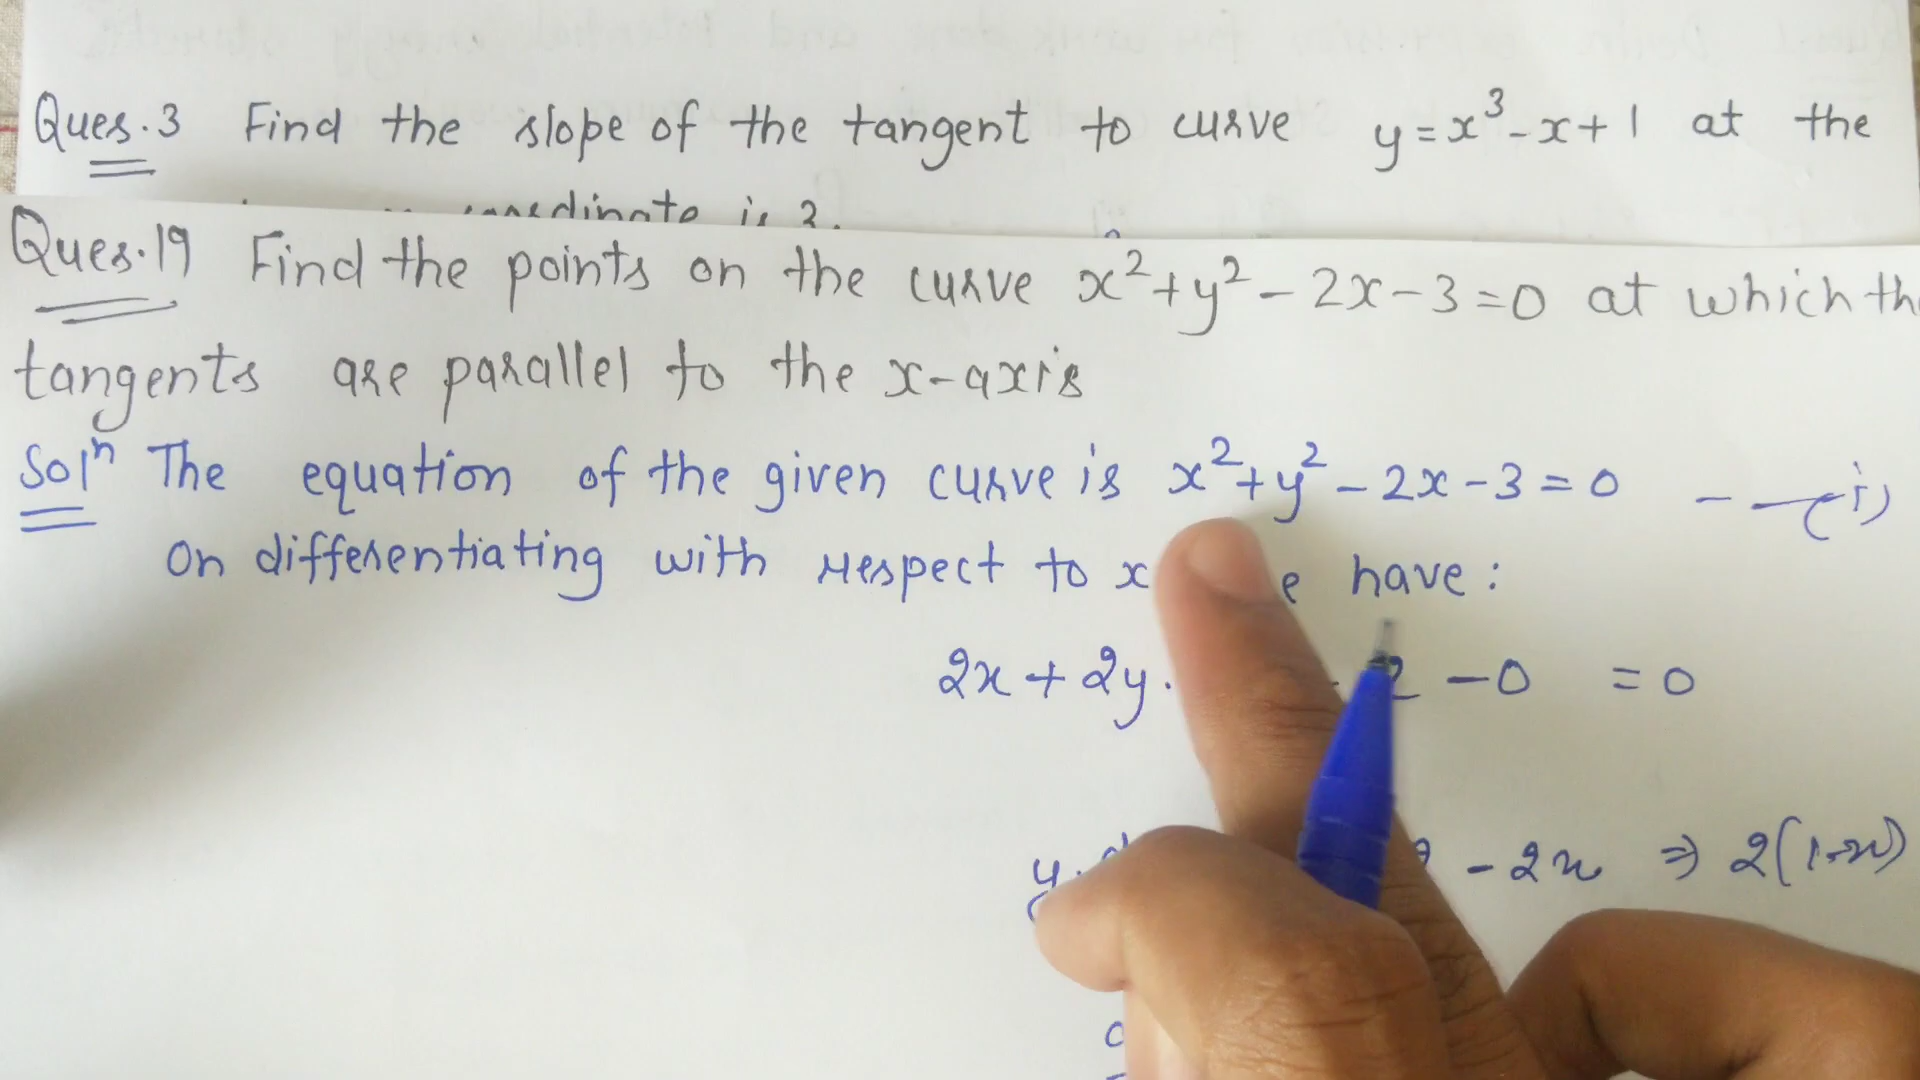 Ques.3 Find the slope of the tangent to curve y = x³ - x + 1 at the
is 2.
Ques.19 Find the points on the curve x² + y² - 2x - 3 = 0 at which
tangents are parallel to the x-axis
Solⁿ The equation of the given curve is x² + y² - 2x - 3 = 0 - —(i)
On differentiating with respect to x have :
2x + 2y. - 2 - 0 = 0
y. - 2x ⇒ 2(1-x)